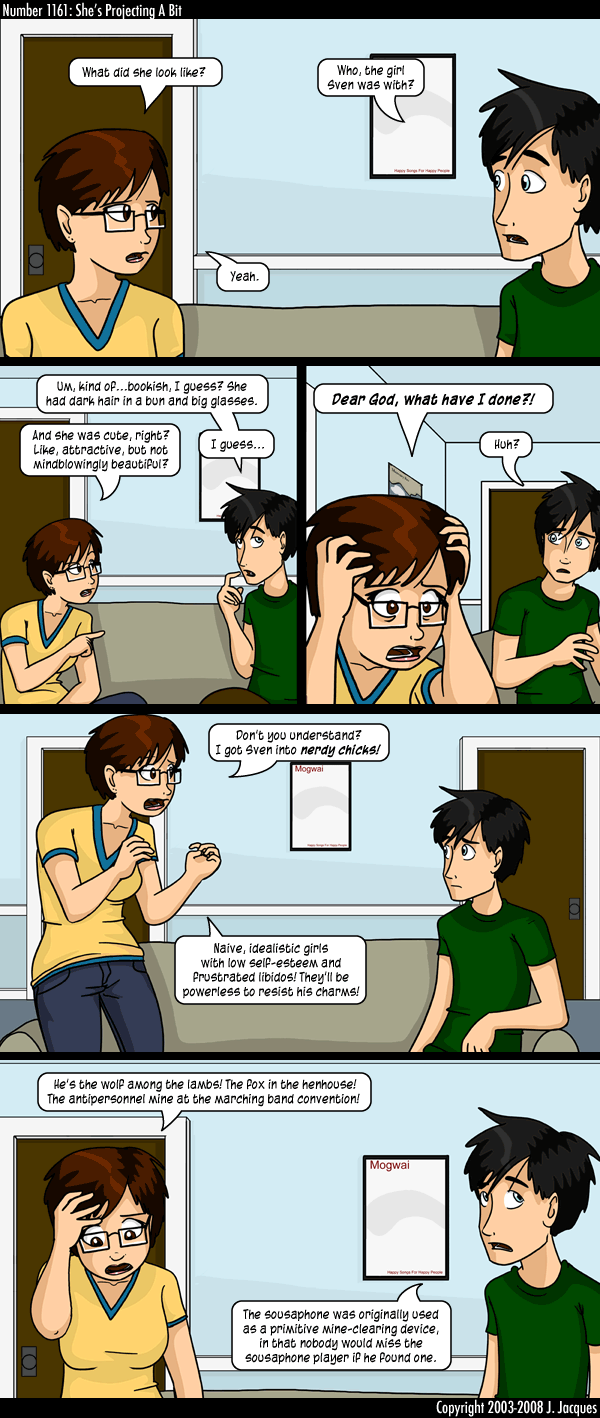 Number 1161: She's Projecting A Bit
What did she look like?
Who, the girl
Sven was with?
Happy Songs For Happy People
Yeah.
Um, kind of...bookish, I guess? She
had dark hair in a bun and big glasses.
And she was cute, right?
Like, attractive, but not
mindblowingly beautiful?
I guess...
Dear God, what have I done?!
Huh?
Don't you understand?
I got Sven into nerdy chicks!
Mogwai
Happy Songs For Happy People
Naive, idealistic girls
with low self-esteem and
frustrated libidos! They'll be
powerless to resist his charms!
He's the wolf among the lambs! The fox in the henhouse!
The antipersonnel mine at the marching band convention!
Mogwai
Happy Songs For Happy People
The sousaphone was originally used
as a primitive mine-clearing device,
in that nobody would miss the
sousaphone player if he found one.
Copyright 2003-2008 J. Jacques